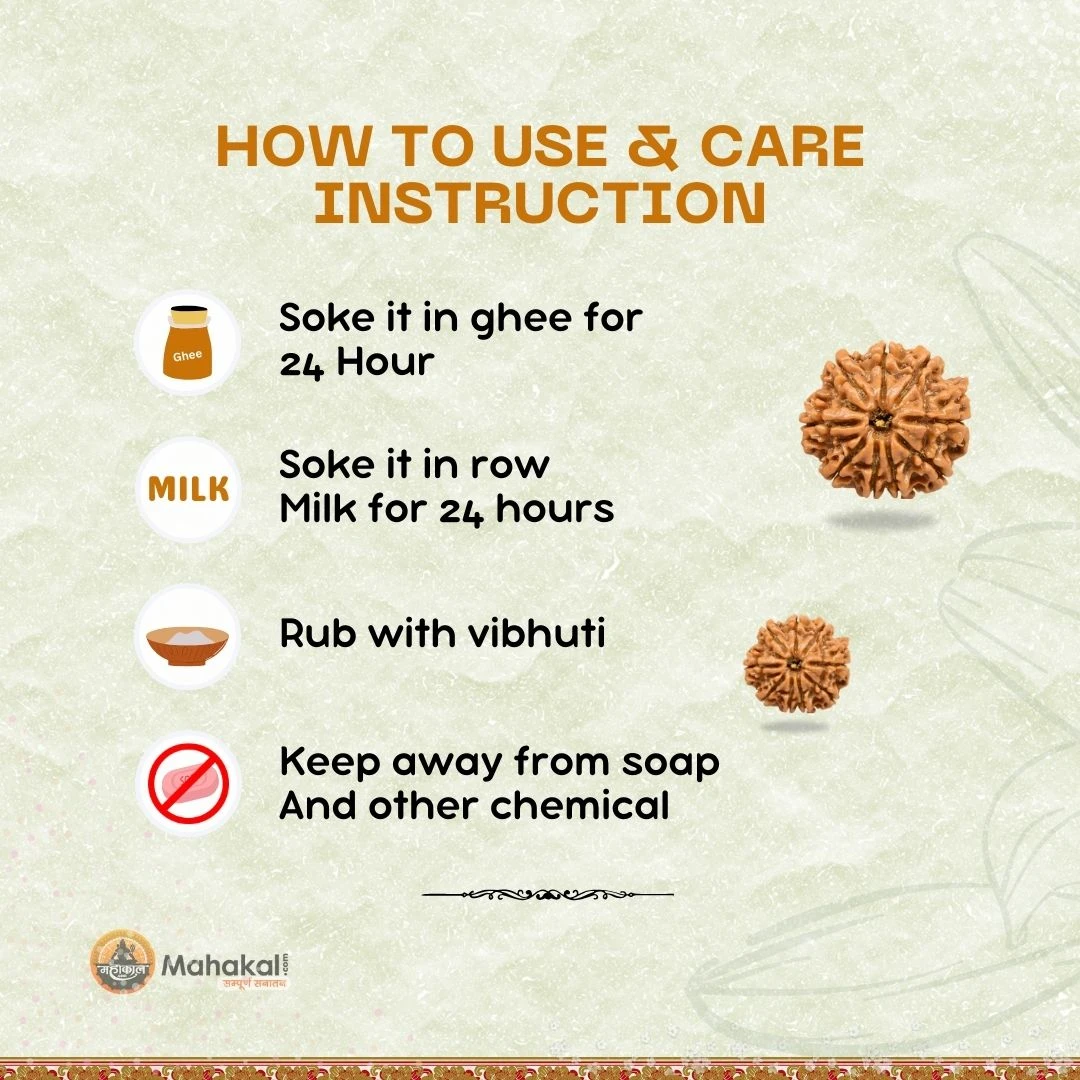 HOW TO USE & CARE
INSTRUCTION
Ghee
Soke it in ghee for
24 Hour
MILK
Soke it in row
Milk for 24 hours
Rub with vibhuti
Keep away from soap
And other chemical
महाकाल
Mahakal.com
सम्पूर्ण सनातन